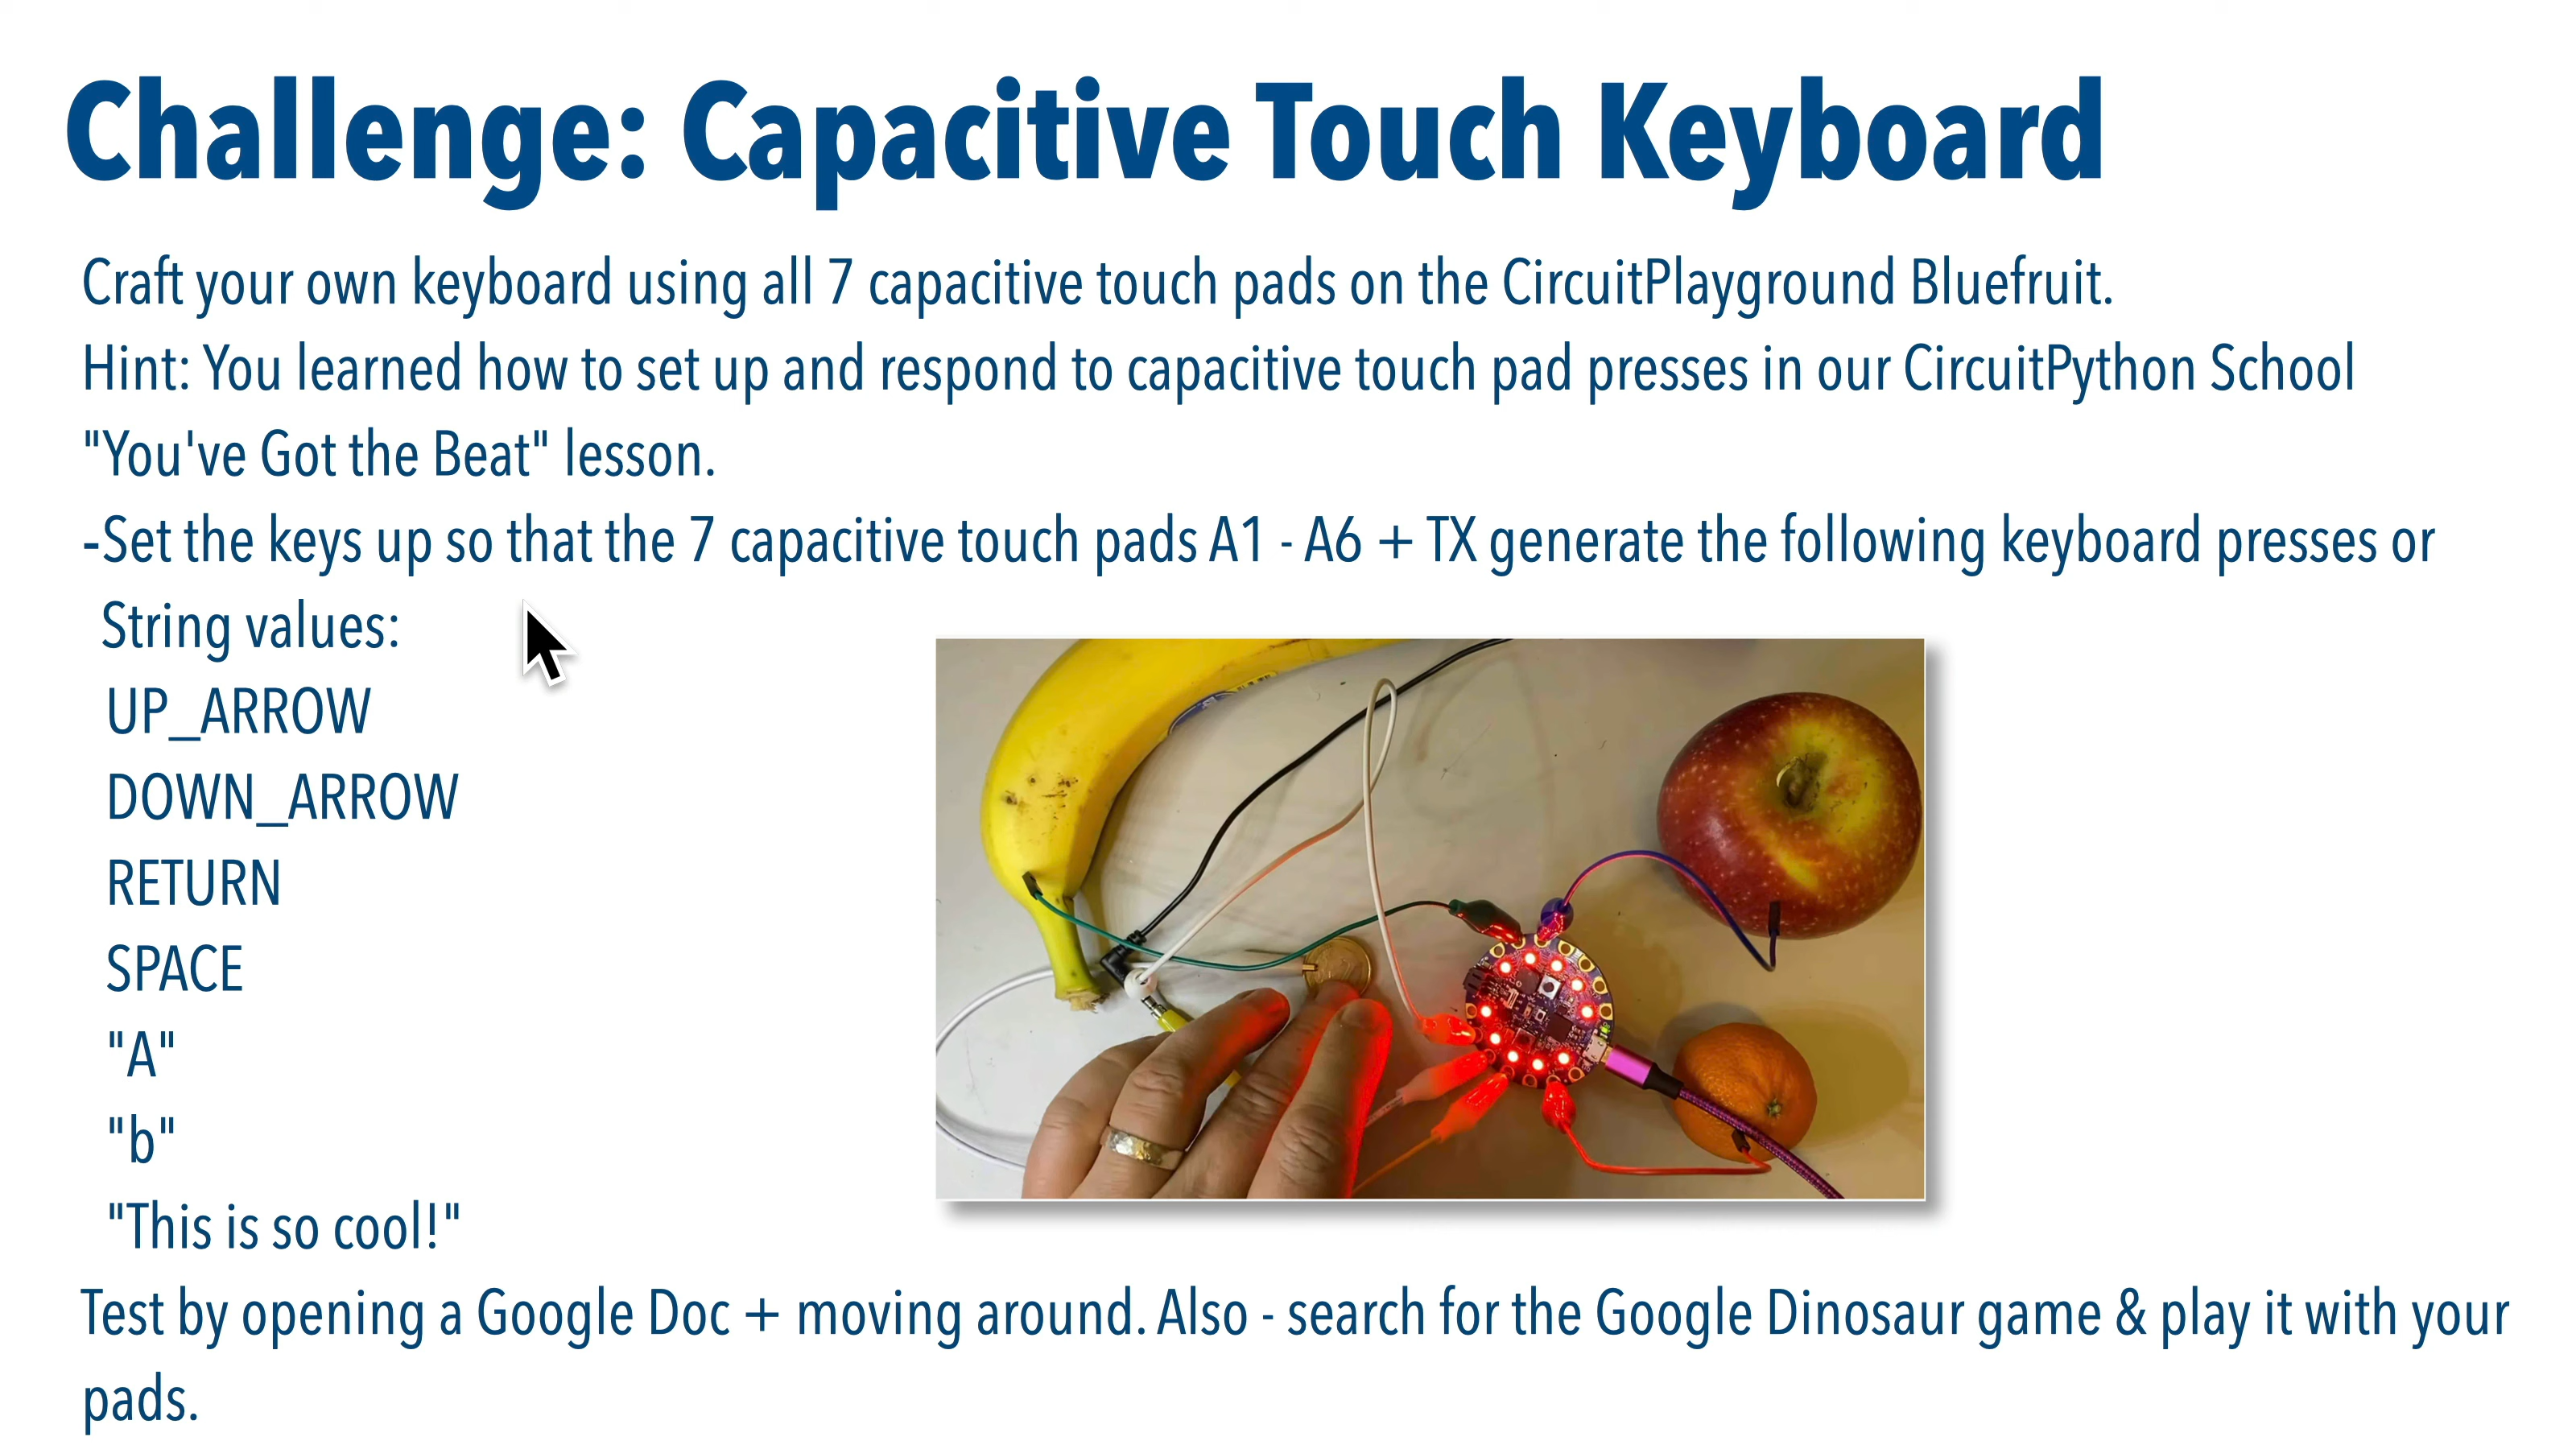 Challenge: Capacitive Touch Keyboard
Craft your own keyboard using all 7 capacitive touch pads on the CircuitPlayground Bluefruit.
Hint: You learned how to set up and respond to capacitive touch pad presses in our CircuitPython School
"You've Got the Beat" lesson.
-Set the keys up so that the 7 capacitive touch pads A1 - A6 + TX generate the following keyboard presses or
String values:
UP_ARROW
DOWN_ARROW
RETURN
SPACE
"A"
"b"
"This is so cool!"
Test by opening a Google Doc + moving around. Also - search for the Google Dinosaur game & play it with your
pads.